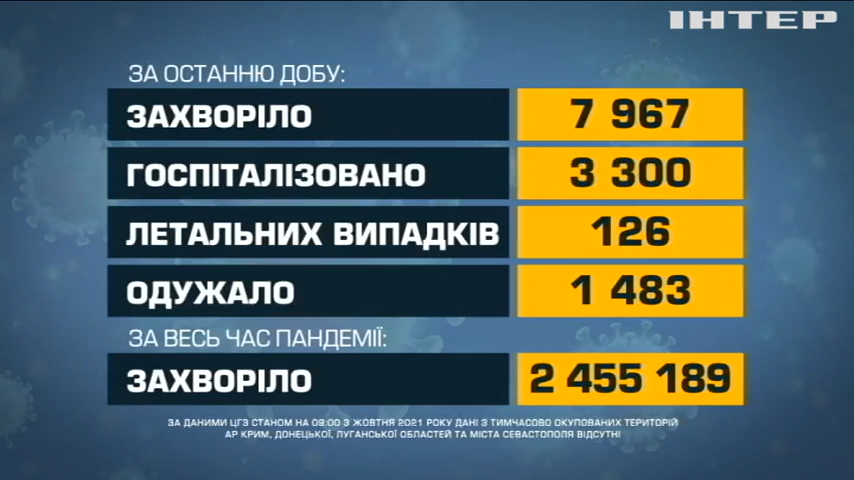 ІНТЕР
ЗА ОСТАННЮ ДОБУ:
ЗАХВОРІЛО 7 967
ГОСПІТАЛІЗОВАНО 3 300
ЛЕТАЛЬНИХ ВИПАДКІВ 126
ОДУЖАЛО 1 483
ЗА ВЕСЬ ЧАС ПАНДЕМІЇ:
ЗАХВОРІЛО 2 455 189
ЗА ДАНИМИ ЦГЗ СТАНОМ НА 09:00 3 ЖОВТНЯ 2021 РОКУ ДАНІ З ТИМЧАСОВО ОКУПОВАНИХ ТЕРИТОРІЙ
АР КРИМ, ДОНЕЦЬКОЇ, ЛУГАНСЬКОЇ ОБЛАСТЕЙ ТА МІСТА СЕВАСТОПОЛЯ ВІДСУТНІ